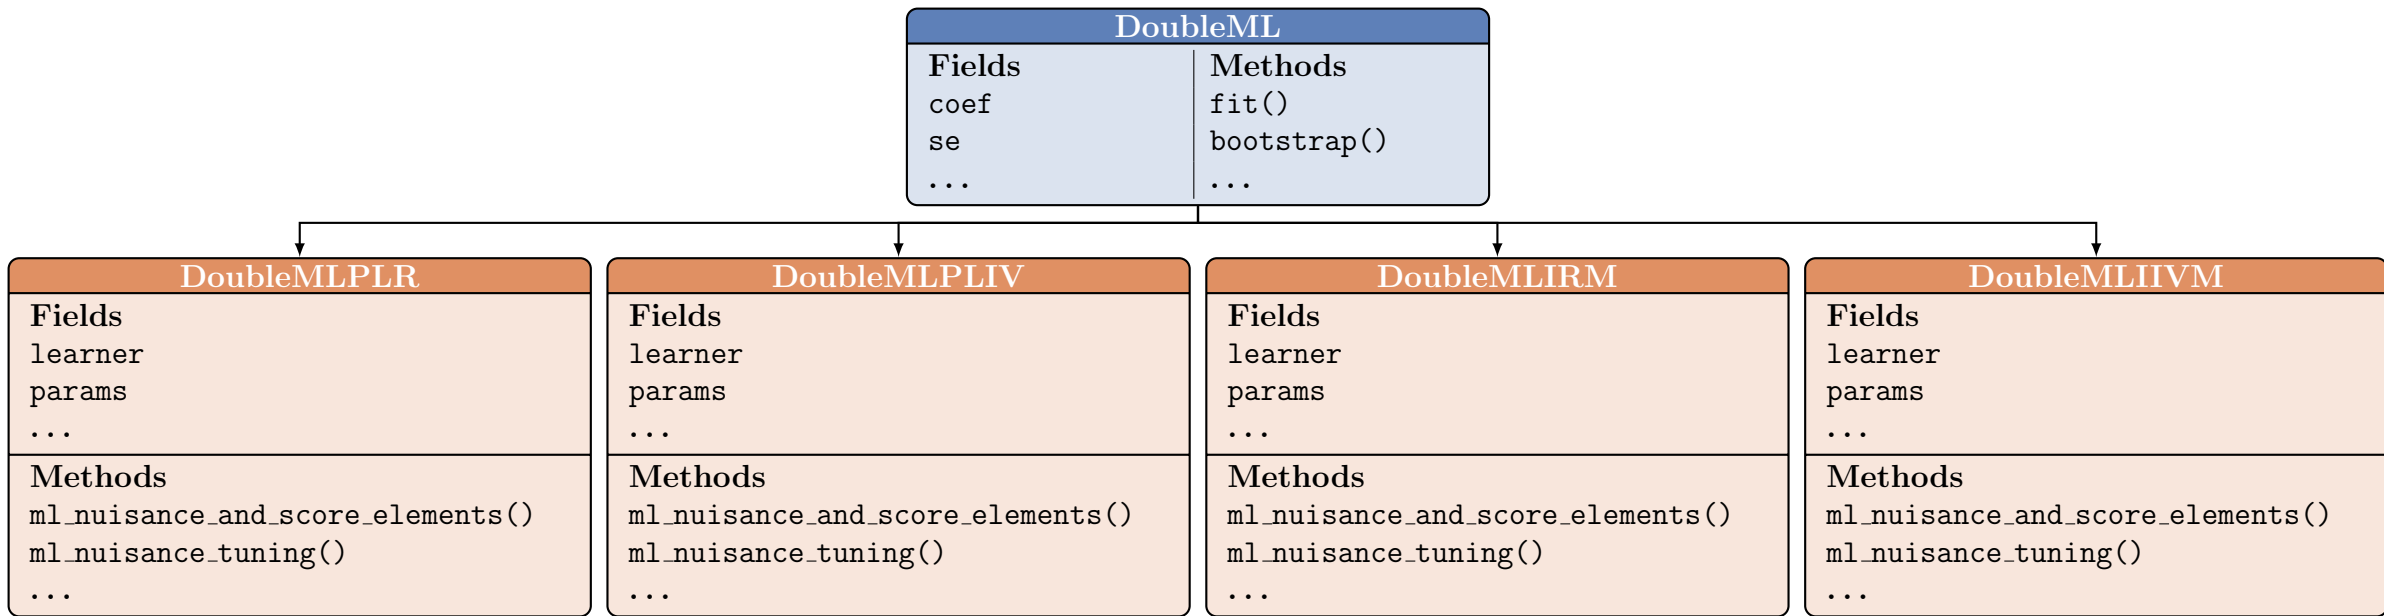 DoubleML
Fields
coef
se
...
Methods
fit()
bootstrap()
...
DoubleMLPLR
Fields
learner
params
...
Methods
ml_nuisance_and_score_elements()
ml_nuisance_tuning()
...
DoubleMLPLIV
Fields
learner
params
...
Methods
ml_nuisance_and_score_elements()
ml_nuisance_tuning()
...
DoubleMLIRM
Fields
learner
params
...
Methods
ml_nuisance_and_score_elements()
ml_nuisance_tuning()
...
DoubleMLIIVM
Fields
learner
params
...
Methods
ml_nuisance_and_score_elements()
ml_nuisance_tuning()
...